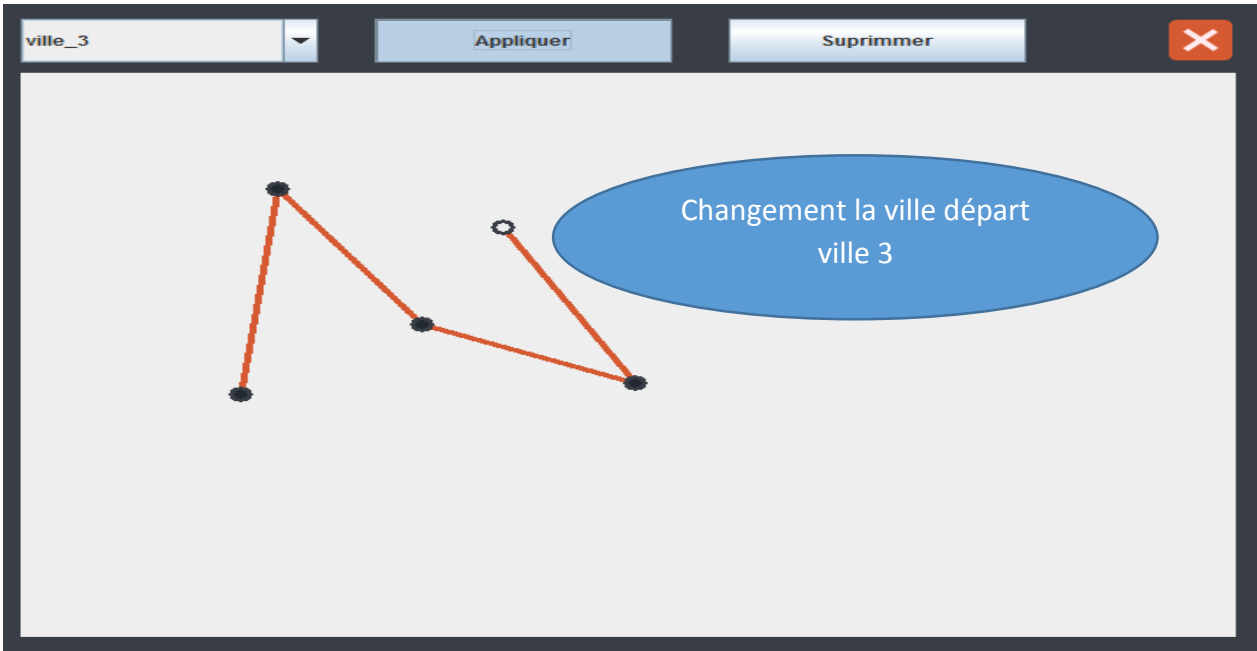 ville_3
Appliquer
Suprimmer
Changement la ville départ
ville 3